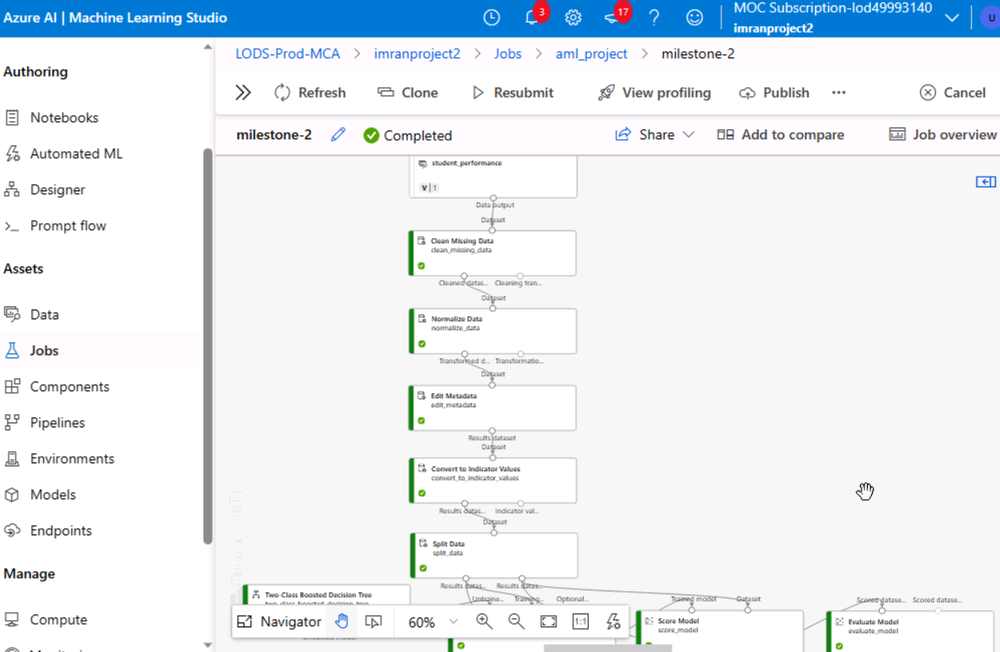 Azure AI | Machine Learning Studio
3
17
MOC Subscription-lod49993140
imranproject2
U
Authoring
Notebooks
Automated ML
Designer
Prompt flow
Assets
Data
Jobs
Components
Pipelines
Environments
Models
Endpoints
Manage
Compute
LODS-Prod-MCA > imranproject2 > Jobs > aml_project > milestone-2
Refresh Clone Resubmit View profiling Publish ... Cancel
milestone-2 Completed Share Add to compare Job overview
student_performance
V | 1
Data output
Dataset
Clean Missing Data
clean_missing_data
Cleaned datas... Cleaning tran...
Dataset
Normalize Data
normalize_data
Transformed d... Transformatio...
Dataset
Edit Metadata
edit_metadata
Results dataset
Dataset
Convert to Indicator Values
convert_to_indicator_values
Results datas... Indicator val...
Dataset
Split Data
split_data
Results datas... Results datas...
Two-Class Boosted Decision Tree
two_class_boosted_decision_tree
Untraine... Training... Optional...
Trained model Dataset
Score Model
score_model
Scored datase... Scored datase...
Evaluate Model
evaluate_model
Navigator 60% 1:1